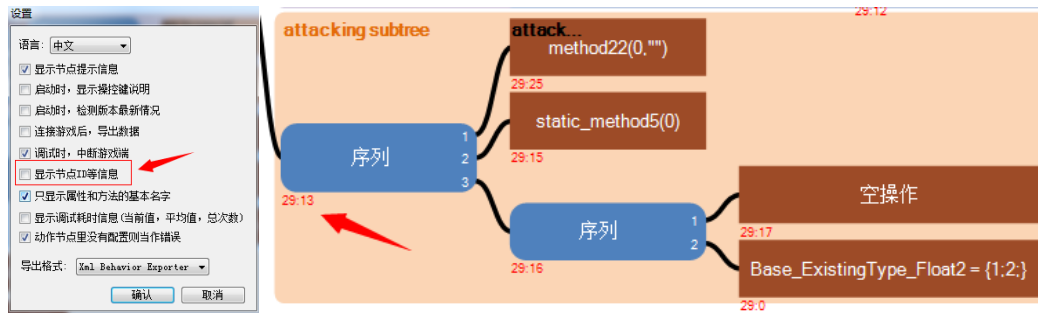 设置
语言: 中文
显示节点提示信息
启动时，显示操控键说明
启动时，检测版本最新情况
连接游戏后，导出数据
调试时，中断游戏端
显示节点ID等信息
只显示属性和方法的基本名字
显示调试耗时信息(当前值，平均值，总次数)
动作节点里没有配置则当作错误
导出格式: Xml Behavior Exporter
确认 取消
29:12
attacking subtree
attack...
method22(0,"")
29:25
static_method5(0)
29:15
序列
1
2
3
29:13
序列
1
2
29:16
空操作
29:17
Base_ExistingType_Float2 = {1;2;}
29:0